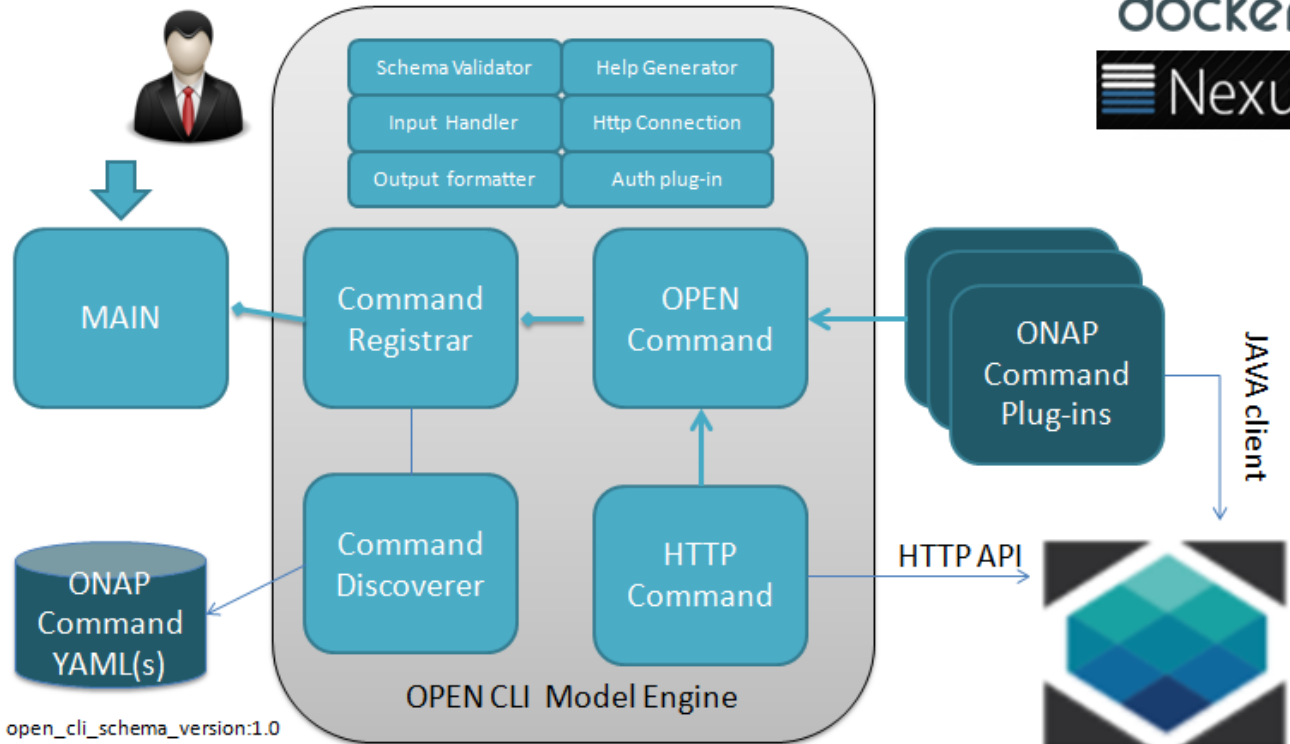 docker
Schema Validator
Help Generator
Input Handler
Http Connection
Output formatter
Auth plug-in
MAIN
Command
Registrar
OPEN
Command
ONAP
Command
Plug-ins
JAVA client
Command
Discoverer
HTTP
Command
HTTP API
ONAP
Command
YAML(s)
OPEN CLI Model Engine
open_cli_schema_version:1.0